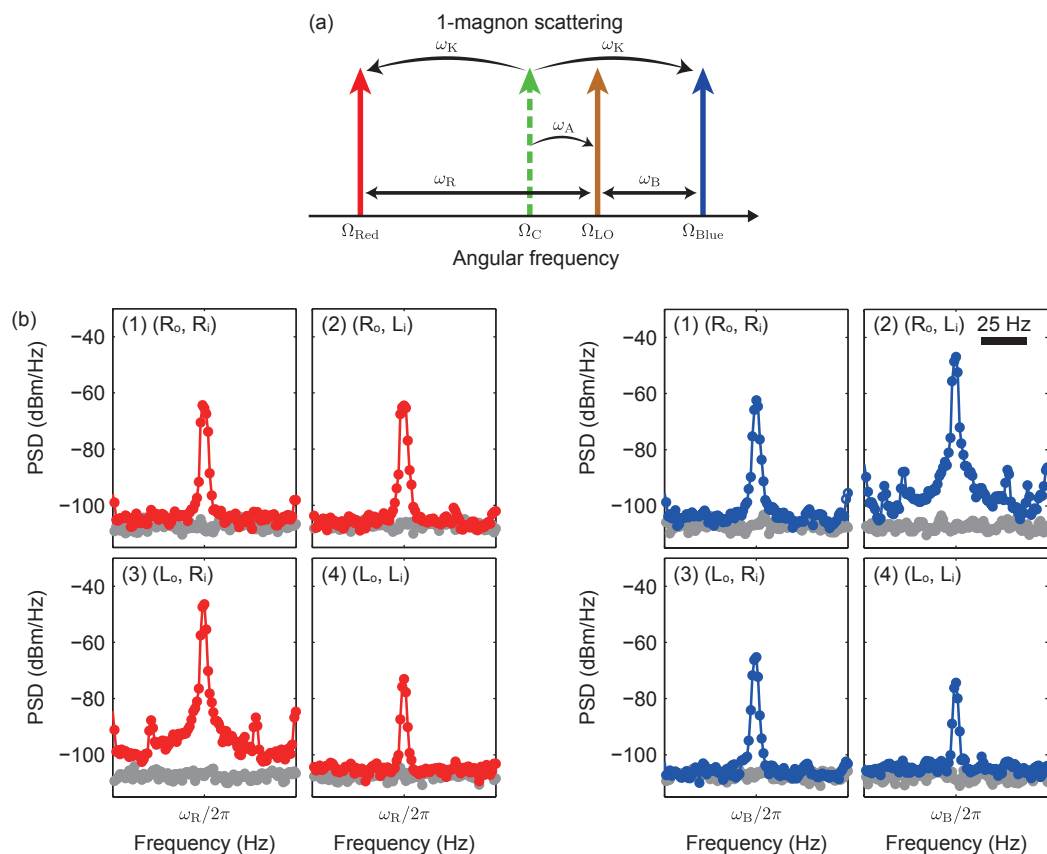 (a)
1-magnon scattering
ω_K ω_K
ω_A
ω_R ω_B
Ω_Red Ω_C Ω_LO Ω_Blue
Angular frequency
(b)
(1) (R_o, R_i) (2) (R_o, L_i) (1) (R_o, R_i) (2) (R_o, L_i) 25 Hz
PSD (dBm/Hz) −40 −60 −80 −100
PSD (dBm/Hz) −40 −60 −80 −100
(3) (L_o, R_i) (4) (L_o, L_i) (3) (L_o, R_i) (4) (L_o, L_i)
PSD (dBm/Hz) −40 −60 −80 −100
PSD (dBm/Hz) −40 −60 −80 −100
ω_R/2π ω_R/2π ω_B/2π ω_B/2π
Frequency (Hz) Frequency (Hz) Frequency (Hz) Frequency (Hz)